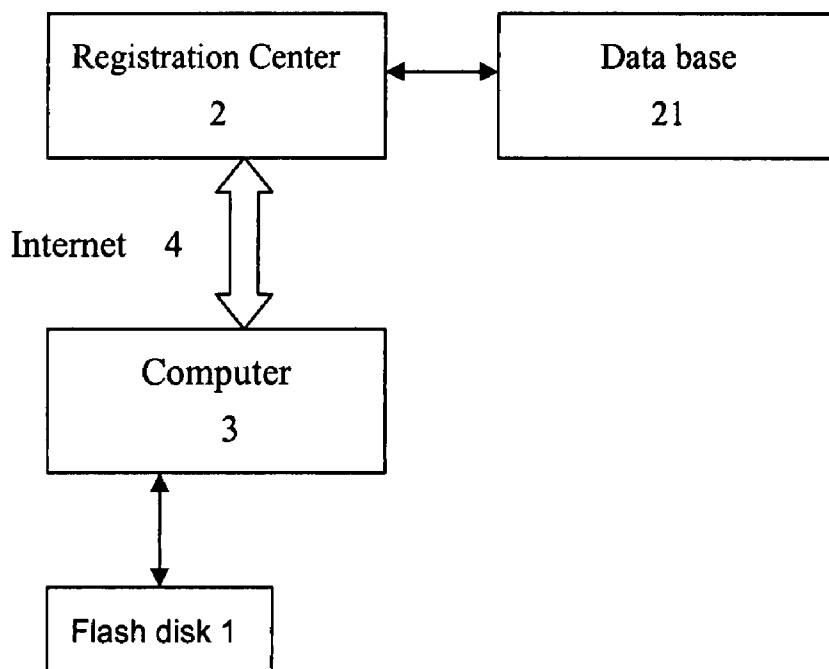 Registration Center
2
Data base
21
Internet 4
Computer
3
Flash disk 1